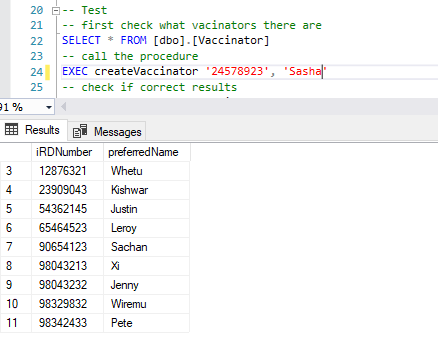 20 -- Test
21 -- first check what vacinators there are
22 SELECT * FROM [dbo].[Vaccinator]
23 -- call the procedure
24 EXEC createVaccinator '24578923', 'Sasha'
25 -- check if correct results
91 %
Results Messages
iRDNumber preferredName
3 12876321 Whetu
4 23909043 Kishwar
5 54362145 Justin
6 65464523 Leroy
7 90654123 Sachan
8 98043213 Xi
9 98043232 Jenny
10 98329832 Wiremu
11 98342433 Pete